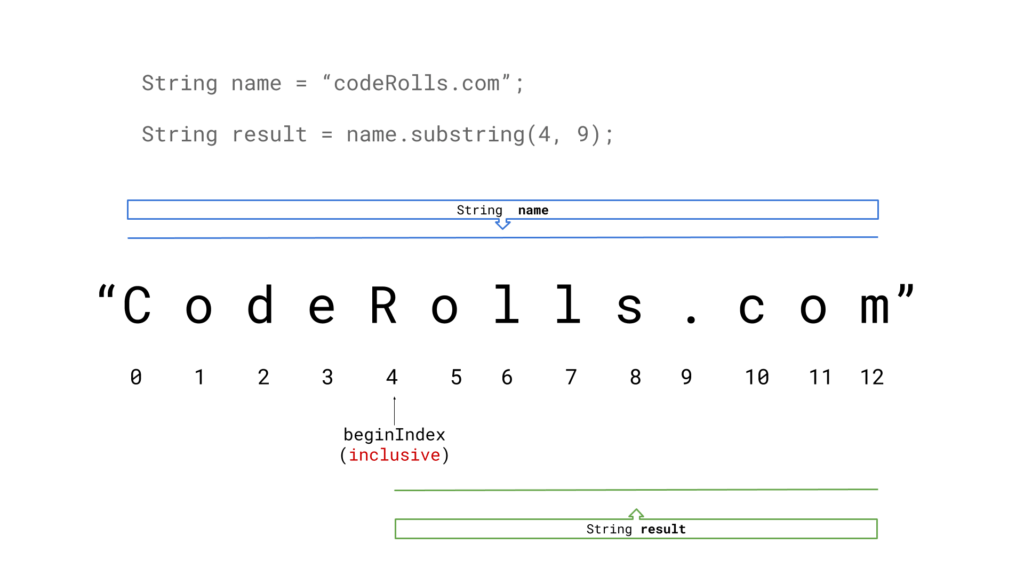 String name = “codeRolls.com”;
String result = name.substring(4, 9);
String name
“C o d e R o l l s . c o m”
0 1 2 3 4 5 6 7 8 9 10 11 12
beginIndex
(inclusive)
String result